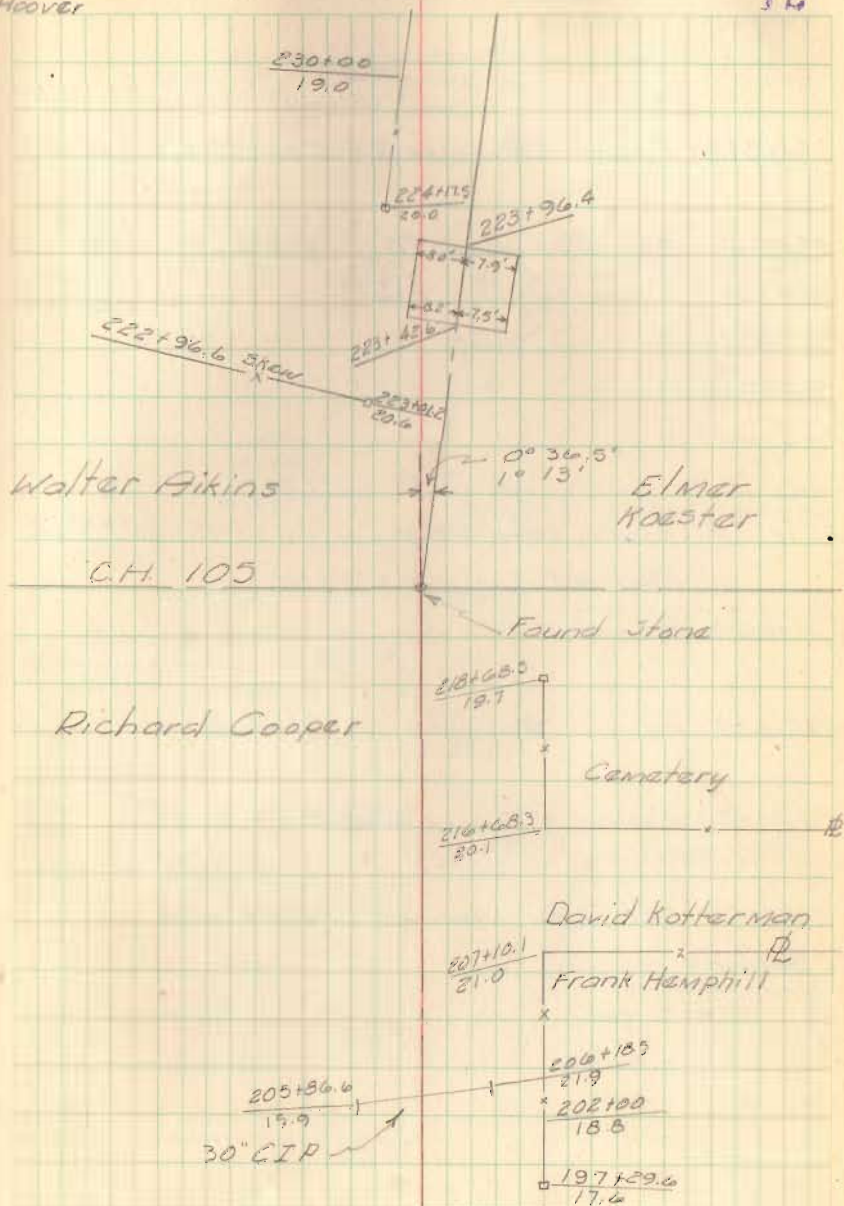 Hoover
230+00
19.0
224+17.5
20.0
223+96.4
8.0' 7.9'
8.2' 7.5'
223+43.6
222+96.6 Skew
223+01.2
20.6
0° 36.5'
1° 13'
Walter Aikins
Elmer
Koester
C.H. 105
Found Stone
218+68.5
19.7
Richard Cooper
Cemetery
216+68.3
20.1
PL
David Kotterman
207+10.1
21.0
PL
Frank Hemphill
206+18.5
21.9
205+86.6
15.9
202+00
18.8
30" CIP
197+29.6
17.6